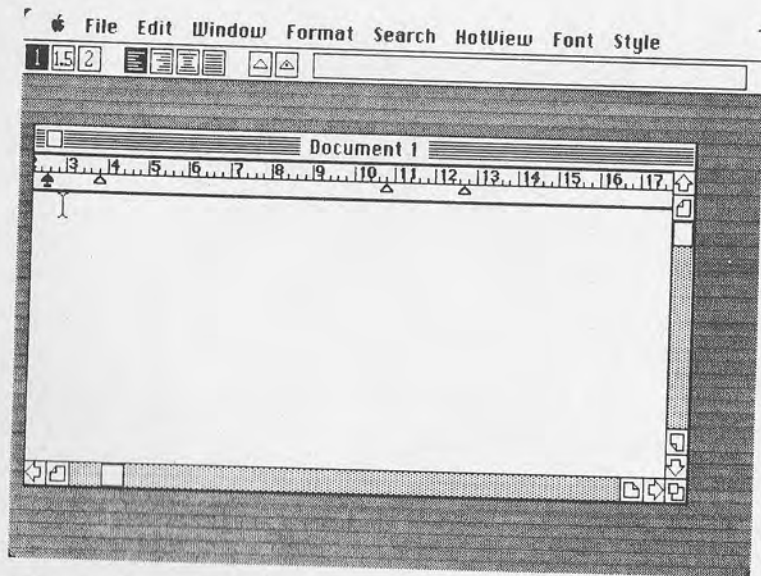 File Edit Window Format Search HotView Font Style
1 1.5 2
Document 1
3 4 5 6 7 8 9 10 11 12 13 14 15 16 17